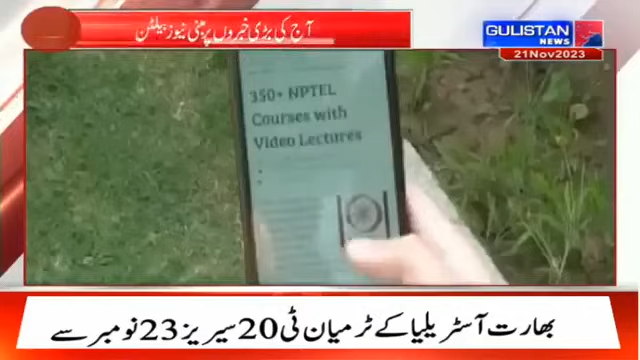 آج کی بڑی خبروں پر مبنی نیوز بلیٹن
GULISTAN
NEWS
21Nov2023
350+ NPTEL
Courses with
Video Lectures
بھارت آسٹریلیا کے ٹرمیان ٹی 20 سیریز 23 نومبر سے